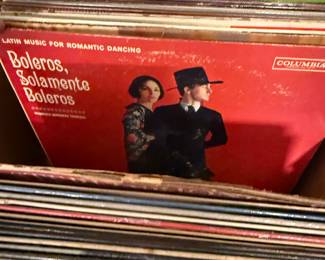 LATIN MUSIC FOR ROMANTIC DANCING
COLUMBIA
Boleros,
Solamente
Boleros